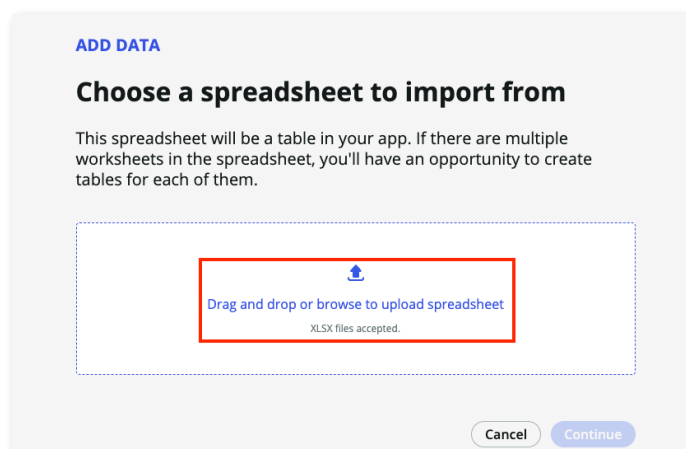 ADD DATA
Choose a spreadsheet to import from
This spreadsheet will be a table in your app. If there are multiple
worksheets in the spreadsheet, you'll have an opportunity to create
tables for each of them.
Drag and drop or browse to upload spreadsheet
XLSX files accepted.
Cancel
Continue